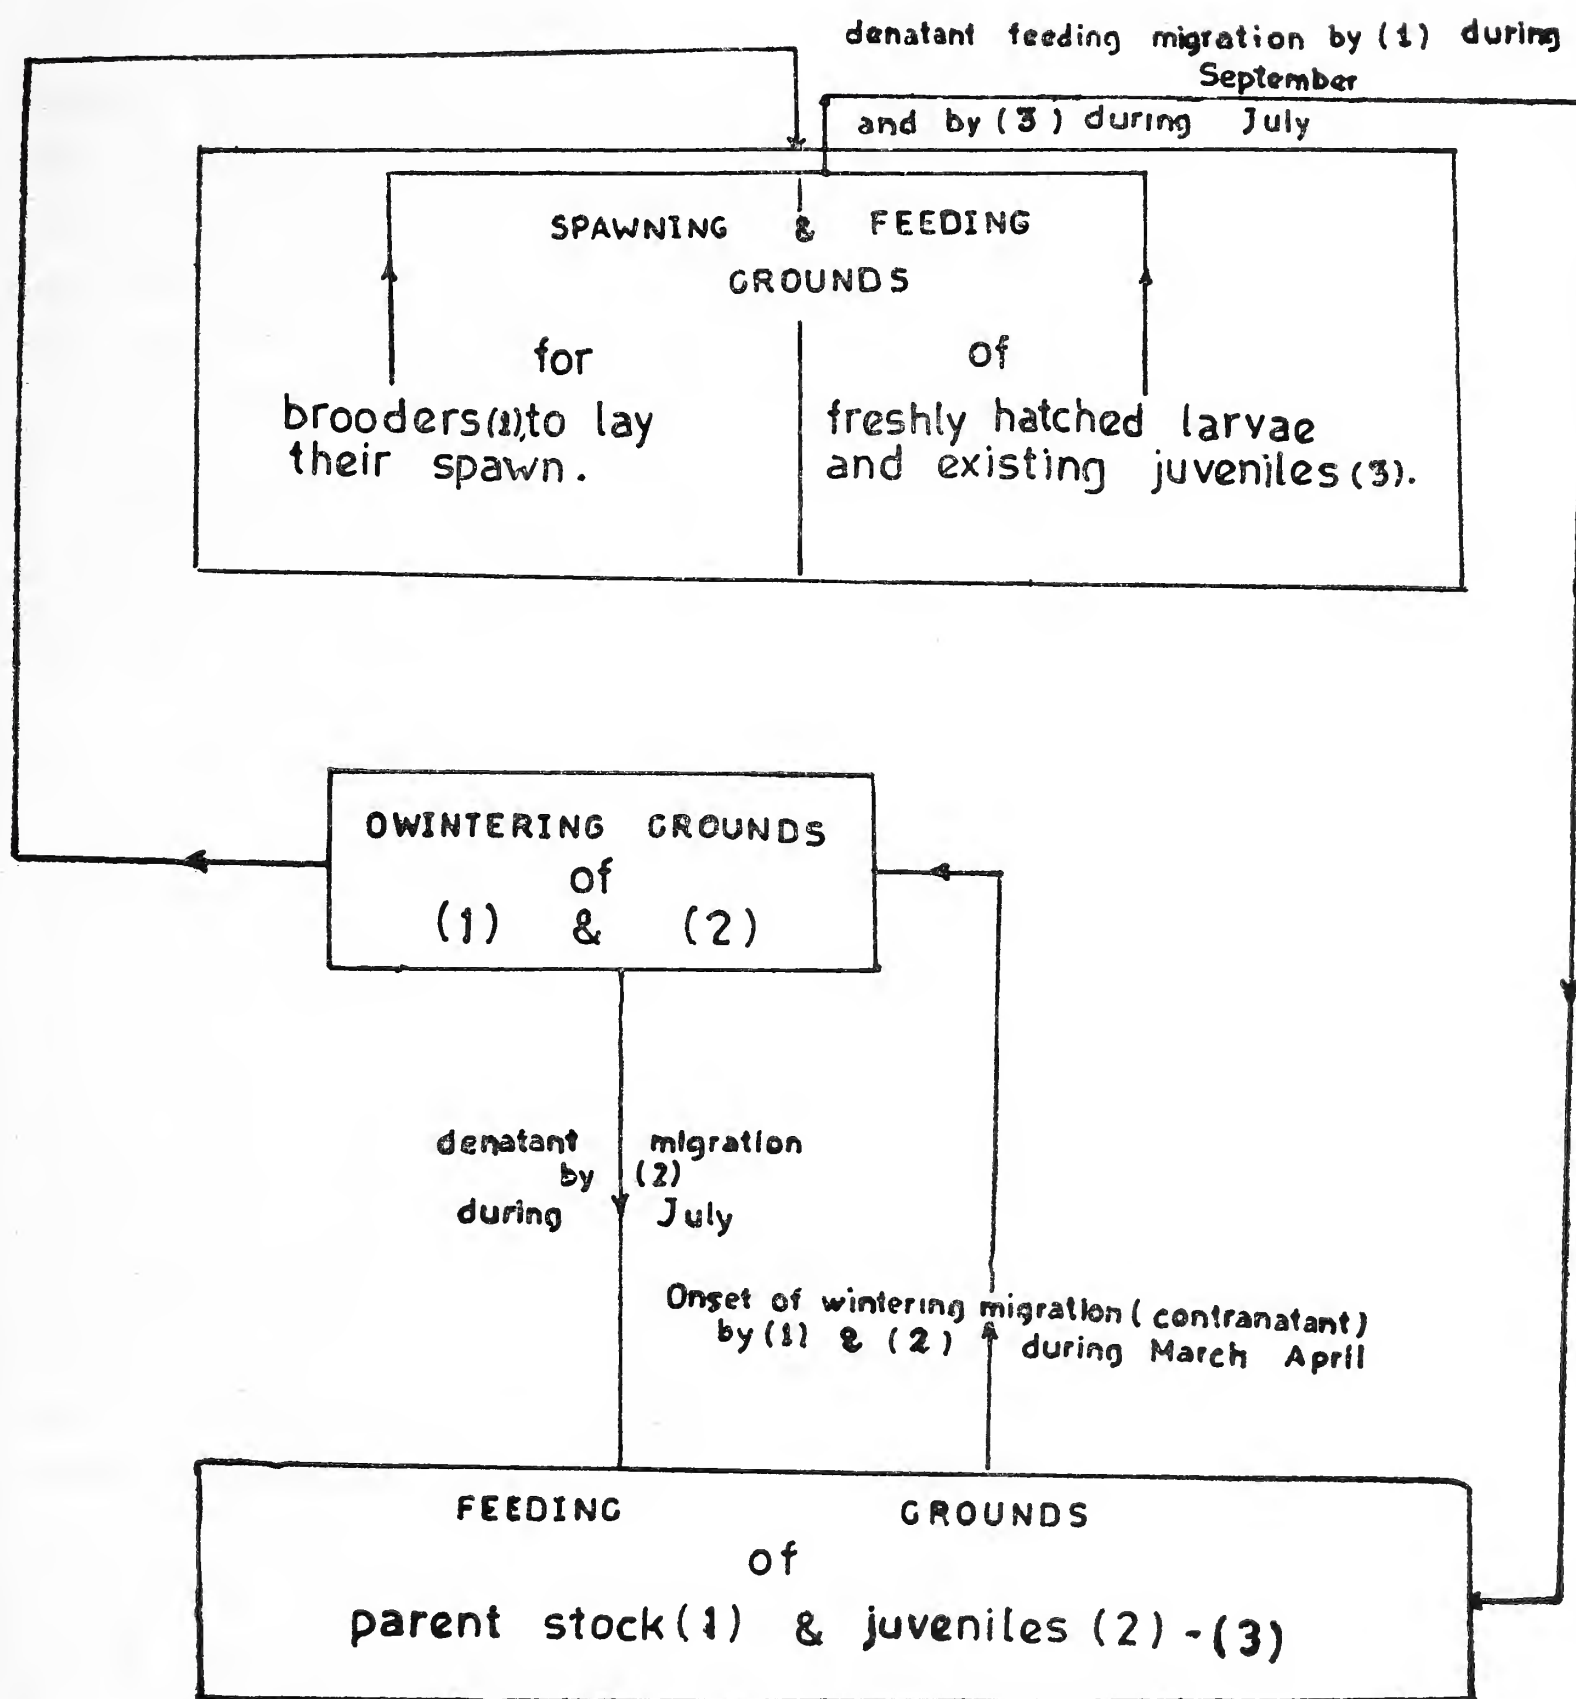 denatant feeding migration by (1) during
September
and by (3) during July
SPAWNING & FEEDING
GROUNDS
for
brooders (1), to lay
their spawn.
of
freshly hatched larvae
and existing juveniles (3).
OWINTERING GROUNDS
of
(1) & (2)
denatant migration
by (2)
during July
Onset of wintering migration (contranatant)
by (1) & (2) during March April
FEEDING GROUNDS
of
parent stock (1) & juveniles (2) - (3)